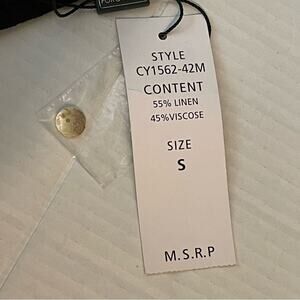 STYLE
CY1562-42M
CONTENT
55% LINEN
45%VISCOSE
SIZE
S
M.S.R.P